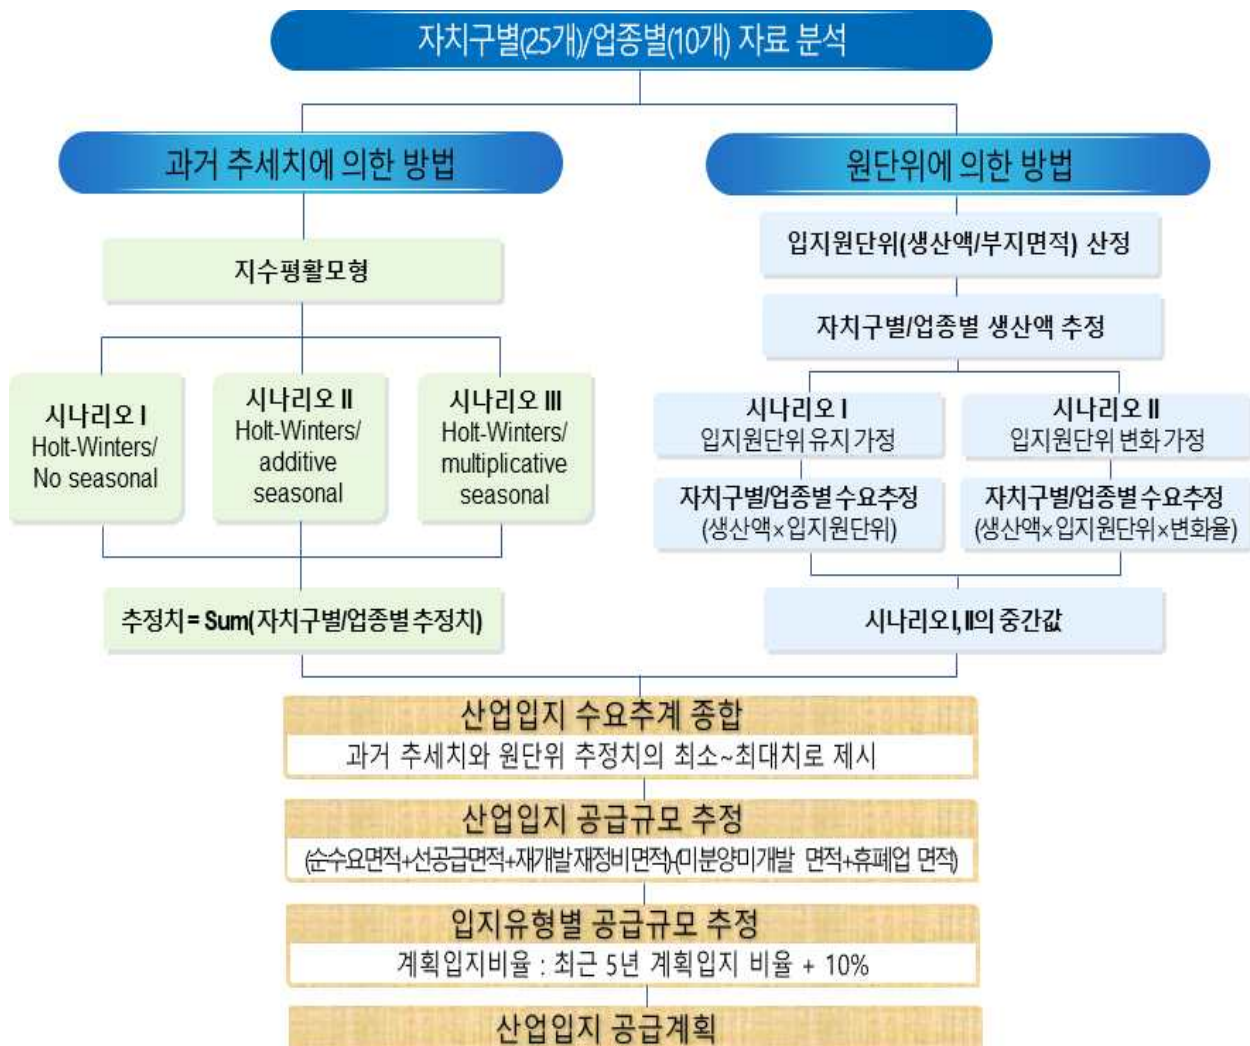 자치구별(25개)/업종별(10개) 자료 분석
과거 추세치에 의한 방법
지수평활모형
시나리오 I
Holt-Winters/
No seasonal
시나리오 II
Holt-Winters/
additive
seasonal
시나리오 III
Holt-Winters/
multiplicative
seasonal
추정치 = Sum(자치구별/업종별 추정치)
원단위에 의한 방법
입지원단위(생산액/부지면적) 산정
자치구별/업종별 생산액 추정
시나리오 I
입지원단위 유지 가정
자치구별/업종별 수요추정
(생산액×입지원단위)
시나리오 II
입지원단위 변화 가정
자치구별/업종별 수요추정
(생산액×입지원단위×변화율)
시나리오 I, II의 중간값
산업입지 수요추계 종합
과거 추세치와 원단위 추정치의 최소~최대치로 제시
산업입지 공급규모 추정
(순수요면적+선공급면적+재개발재정비면적)-(미분양미개발 면적+휴폐업 면적)
입지유형별 공급규모 추정
계획입지비율 : 최근 5년 계획입지 비율 + 10%
산업입지 공급계획